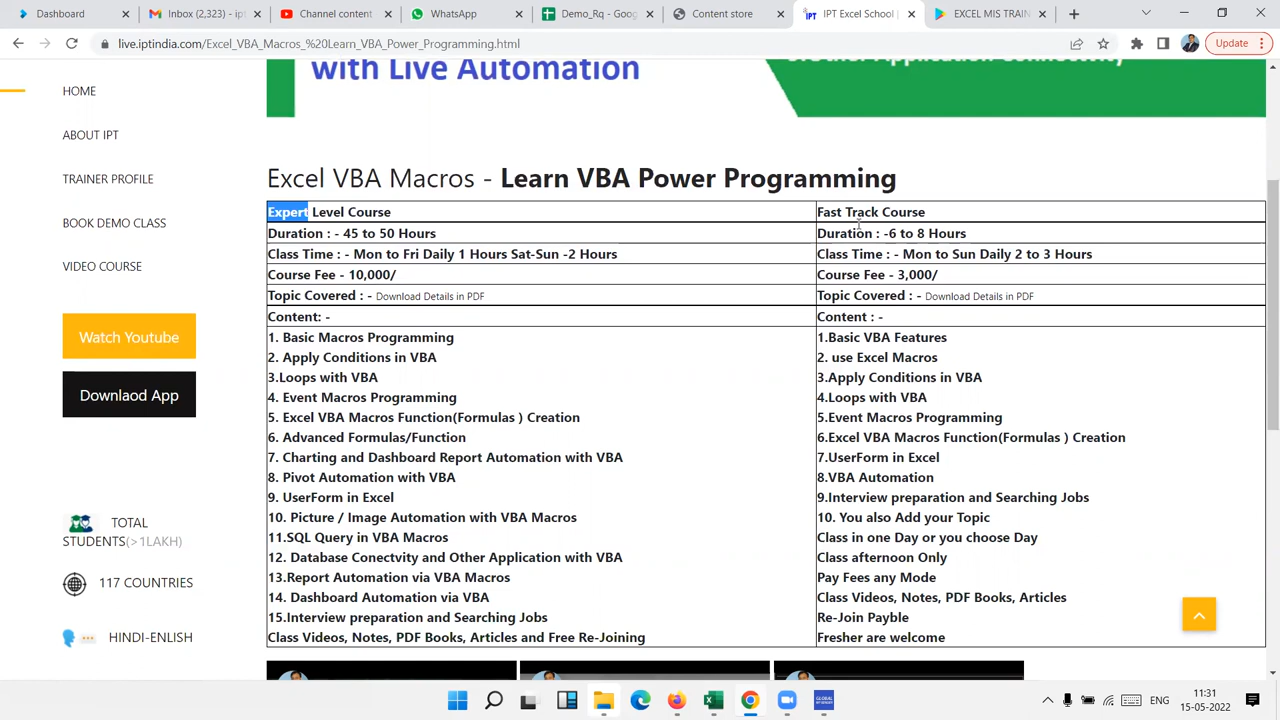 Dashboard
Inbox (2,323) - ipt
Channel content
WhatsApp
Demo_Rq - Goog
Content store
IPT Excel School
EXCEL MIS TRAIN
live.iptindia.com/Excel_VBA_Macros_%20Learn_VBA_Power_Programming.html
Update
with Live Automation
HOME
ABOUT IPT
TRAINER PROFILE
BOOK DEMO CLASS
VIDEO COURSE
Watch Youtube
Downlaod App
TOTAL
STUDENTS(>1LAKH)
117 COUNTRIES
HINDI-ENLISH
Excel VBA Macros - Learn VBA Power Programming
Expert Level Course
Duration : - 45 to 50 Hours
Class Time : - Mon to Fri Daily 1 Hours Sat-Sun -2 Hours
Course Fee - 10,000/
Topic Covered : - Download Details in PDF
Content: -
1. Basic Macros Programming
2. Apply Conditions in VBA
3.Loops with VBA
4. Event Macros Programming
5. Excel VBA Macros Function(Formulas ) Creation
6. Advanced Formulas/Function
7. Charting and Dashboard Report Automation with VBA
8. Pivot Automation with VBA
9. UserForm in Excel
10. Picture / Image Automation with VBA Macros
11.SQL Query in VBA Macros
12. Database Conectvity and Other Application with VBA
13.Report Automation via VBA Macros
14. Dashboard Automation via VBA
15.Interview preparation and Searching Jobs
Class Videos, Notes, PDF Books, Articles and Free Re-Joining
Fast Track Course
Duration : -6 to 8 Hours
Class Time : - Mon to Sun Daily 2 to 3 Hours
Course Fee - 3,000/
Topic Covered : - Download Details in PDF
Content : -
1.Basic VBA Features
2. use Excel Macros
3.Apply Conditions in VBA
4.Loops with VBA
5.Event Macros Programming
6.Excel VBA Macros Function(Formulas ) Creation
7.UserForm in Excel
8.VBA Automation
9.Interview preparation and Searching Jobs
10. You also Add your Topic
Class in one Day or you choose Day
Class afternoon Only
Pay Fees any Mode
Class Videos, Notes, PDF Books, Articles
Re-Join Payble
Fresher are welcome
ENG
11:31
15-05-2022